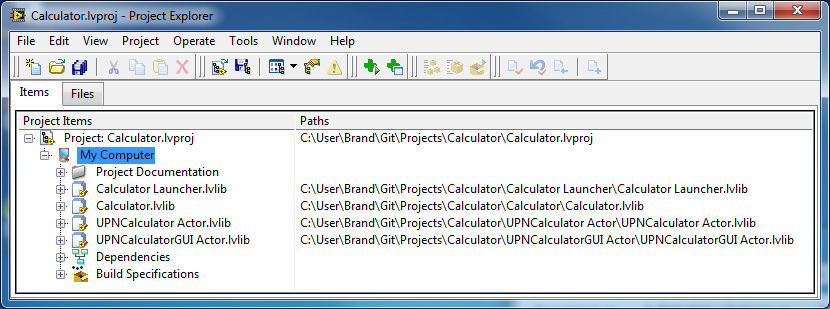 Calculator.lvproj - Project Explorer
File Edit View Project Operate Tools Window Help
Items Files
Project Items Paths
Project: Calculator.lvproj C:\User\Brand\Git\Projects\Calculator\Calculator.lvproj
My Computer
Project Documentation
Calculator Launcher.lvlib C:\User\Brand\Git\Projects\Calculator\Calculator Launcher\Calculator Launcher.lvlib
Calculator.lvlib C:\User\Brand\Git\Projects\Calculator\Calculator\Calculator.lvlib
UPNCalculator Actor.lvlib C:\User\Brand\Git\Projects\Calculator\UPNCalculator Actor\UPNCalculator Actor.lvlib
UPNCalculatorGUI Actor.lvlib C:\User\Brand\Git\Projects\Calculator\UPNCalculatorGUI Actor\UPNCalculatorGUI Actor.lvlib
Dependencies
Build Specifications